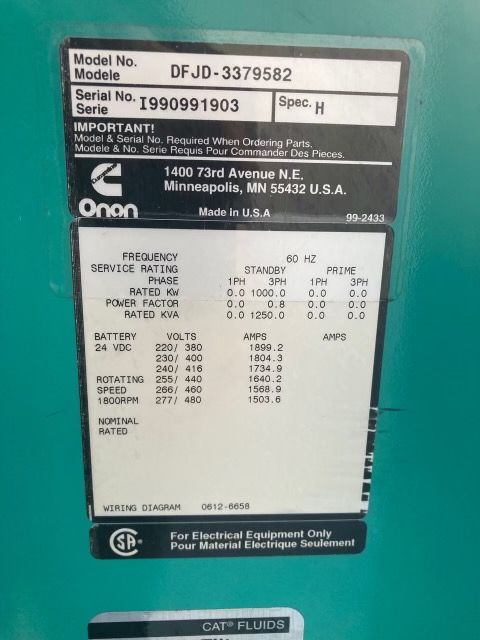 Model No. DFJD-3379582
Modele
Serial No. I990991903 Spec. H
Serie
IMPORTANT!
Model & Serial No. Required When Ordering Parts.
Modele & No. Serie Requis Pour Commander Des Pieces.
1400 73rd Avenue N.E.
Minneapolis, MN 55432 U.S.A.
Onan Made in U.S.A 99-2433
FREQUENCY 60 HZ
SERVICE RATING STANDBY PRIME
PHASE 1PH 3PH 1PH 3PH
RATED KW 0.0 1000.0 0.0 0.0
POWER FACTOR 0.0 0.8 0.0 0.0
RATED KVA 0.0 1250.0 0.0 0.0
BATTERY VOLTS AMPS AMPS
24 VDC 220/ 380 1899.2
230/ 400 1804.3
240/ 416 1734.9
ROTATING 255/ 440 1640.2
SPEED 266/ 460 1568.9
1800RPM 277/ 480 1503.6
NOMINAL
RATED
WIRING DIAGRAM 0612-6658
SA For Electrical Equipment Only
Pour Material Electrique Seulement
CAT® FLUIDS